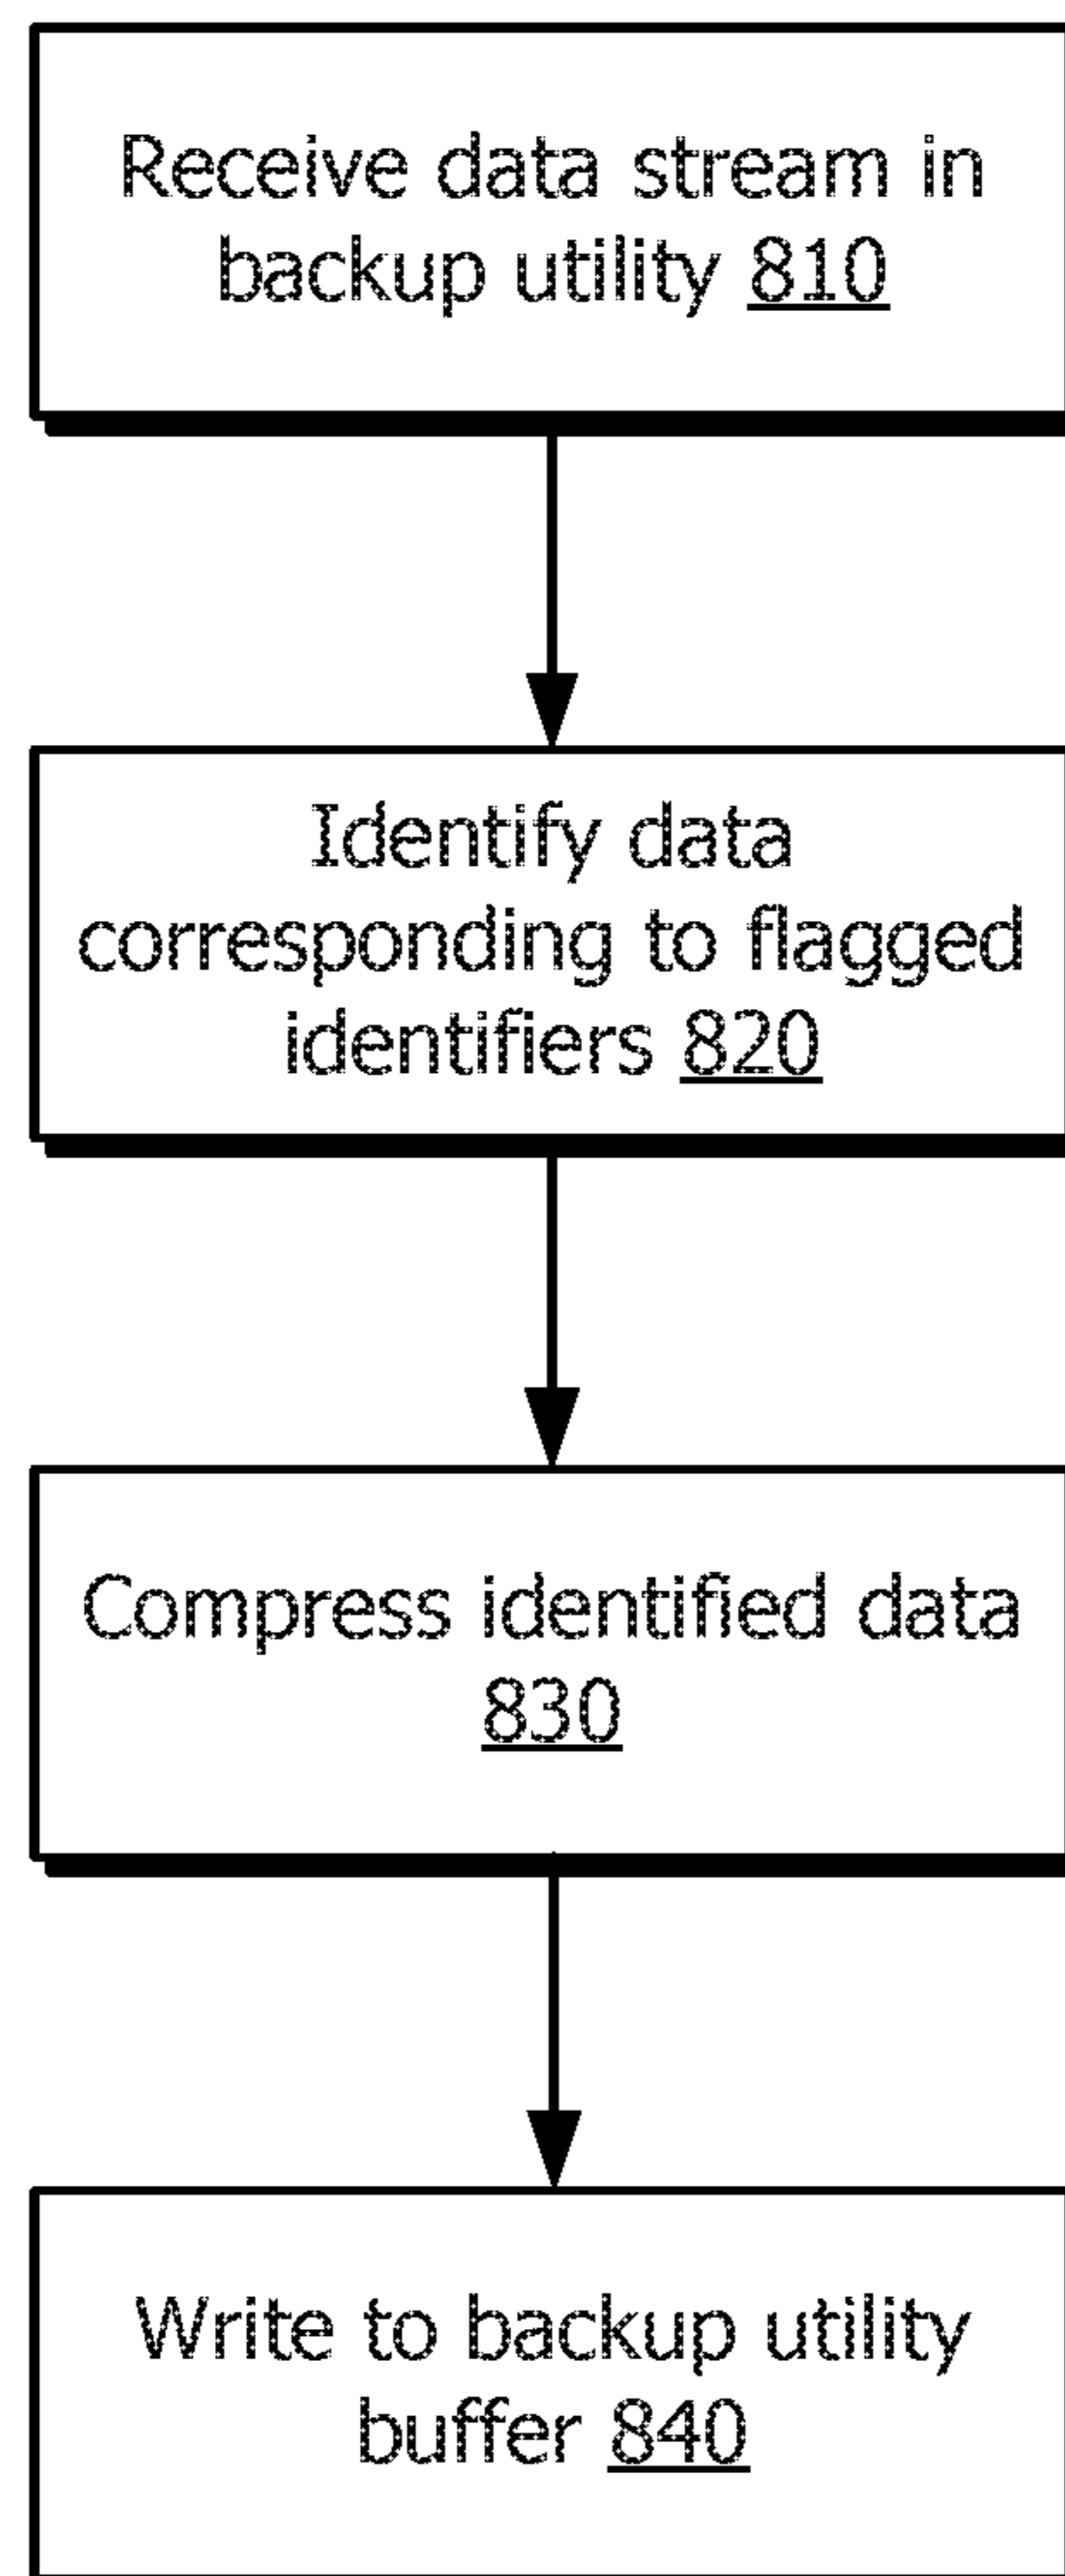 Receive data stream in
backup utility 810
Identify data
corresponding to flagged
identifiers 820
Compress identified data
830
Write to backup utility
buffer 840